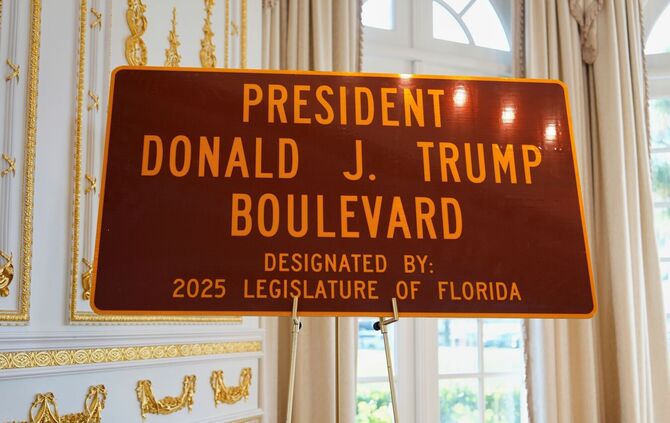 PRESIDENT
DONALD J. TRUMP
BOULEVARD
DESIGNATED BY:
2025 LEGISLATURE OF FLORIDA